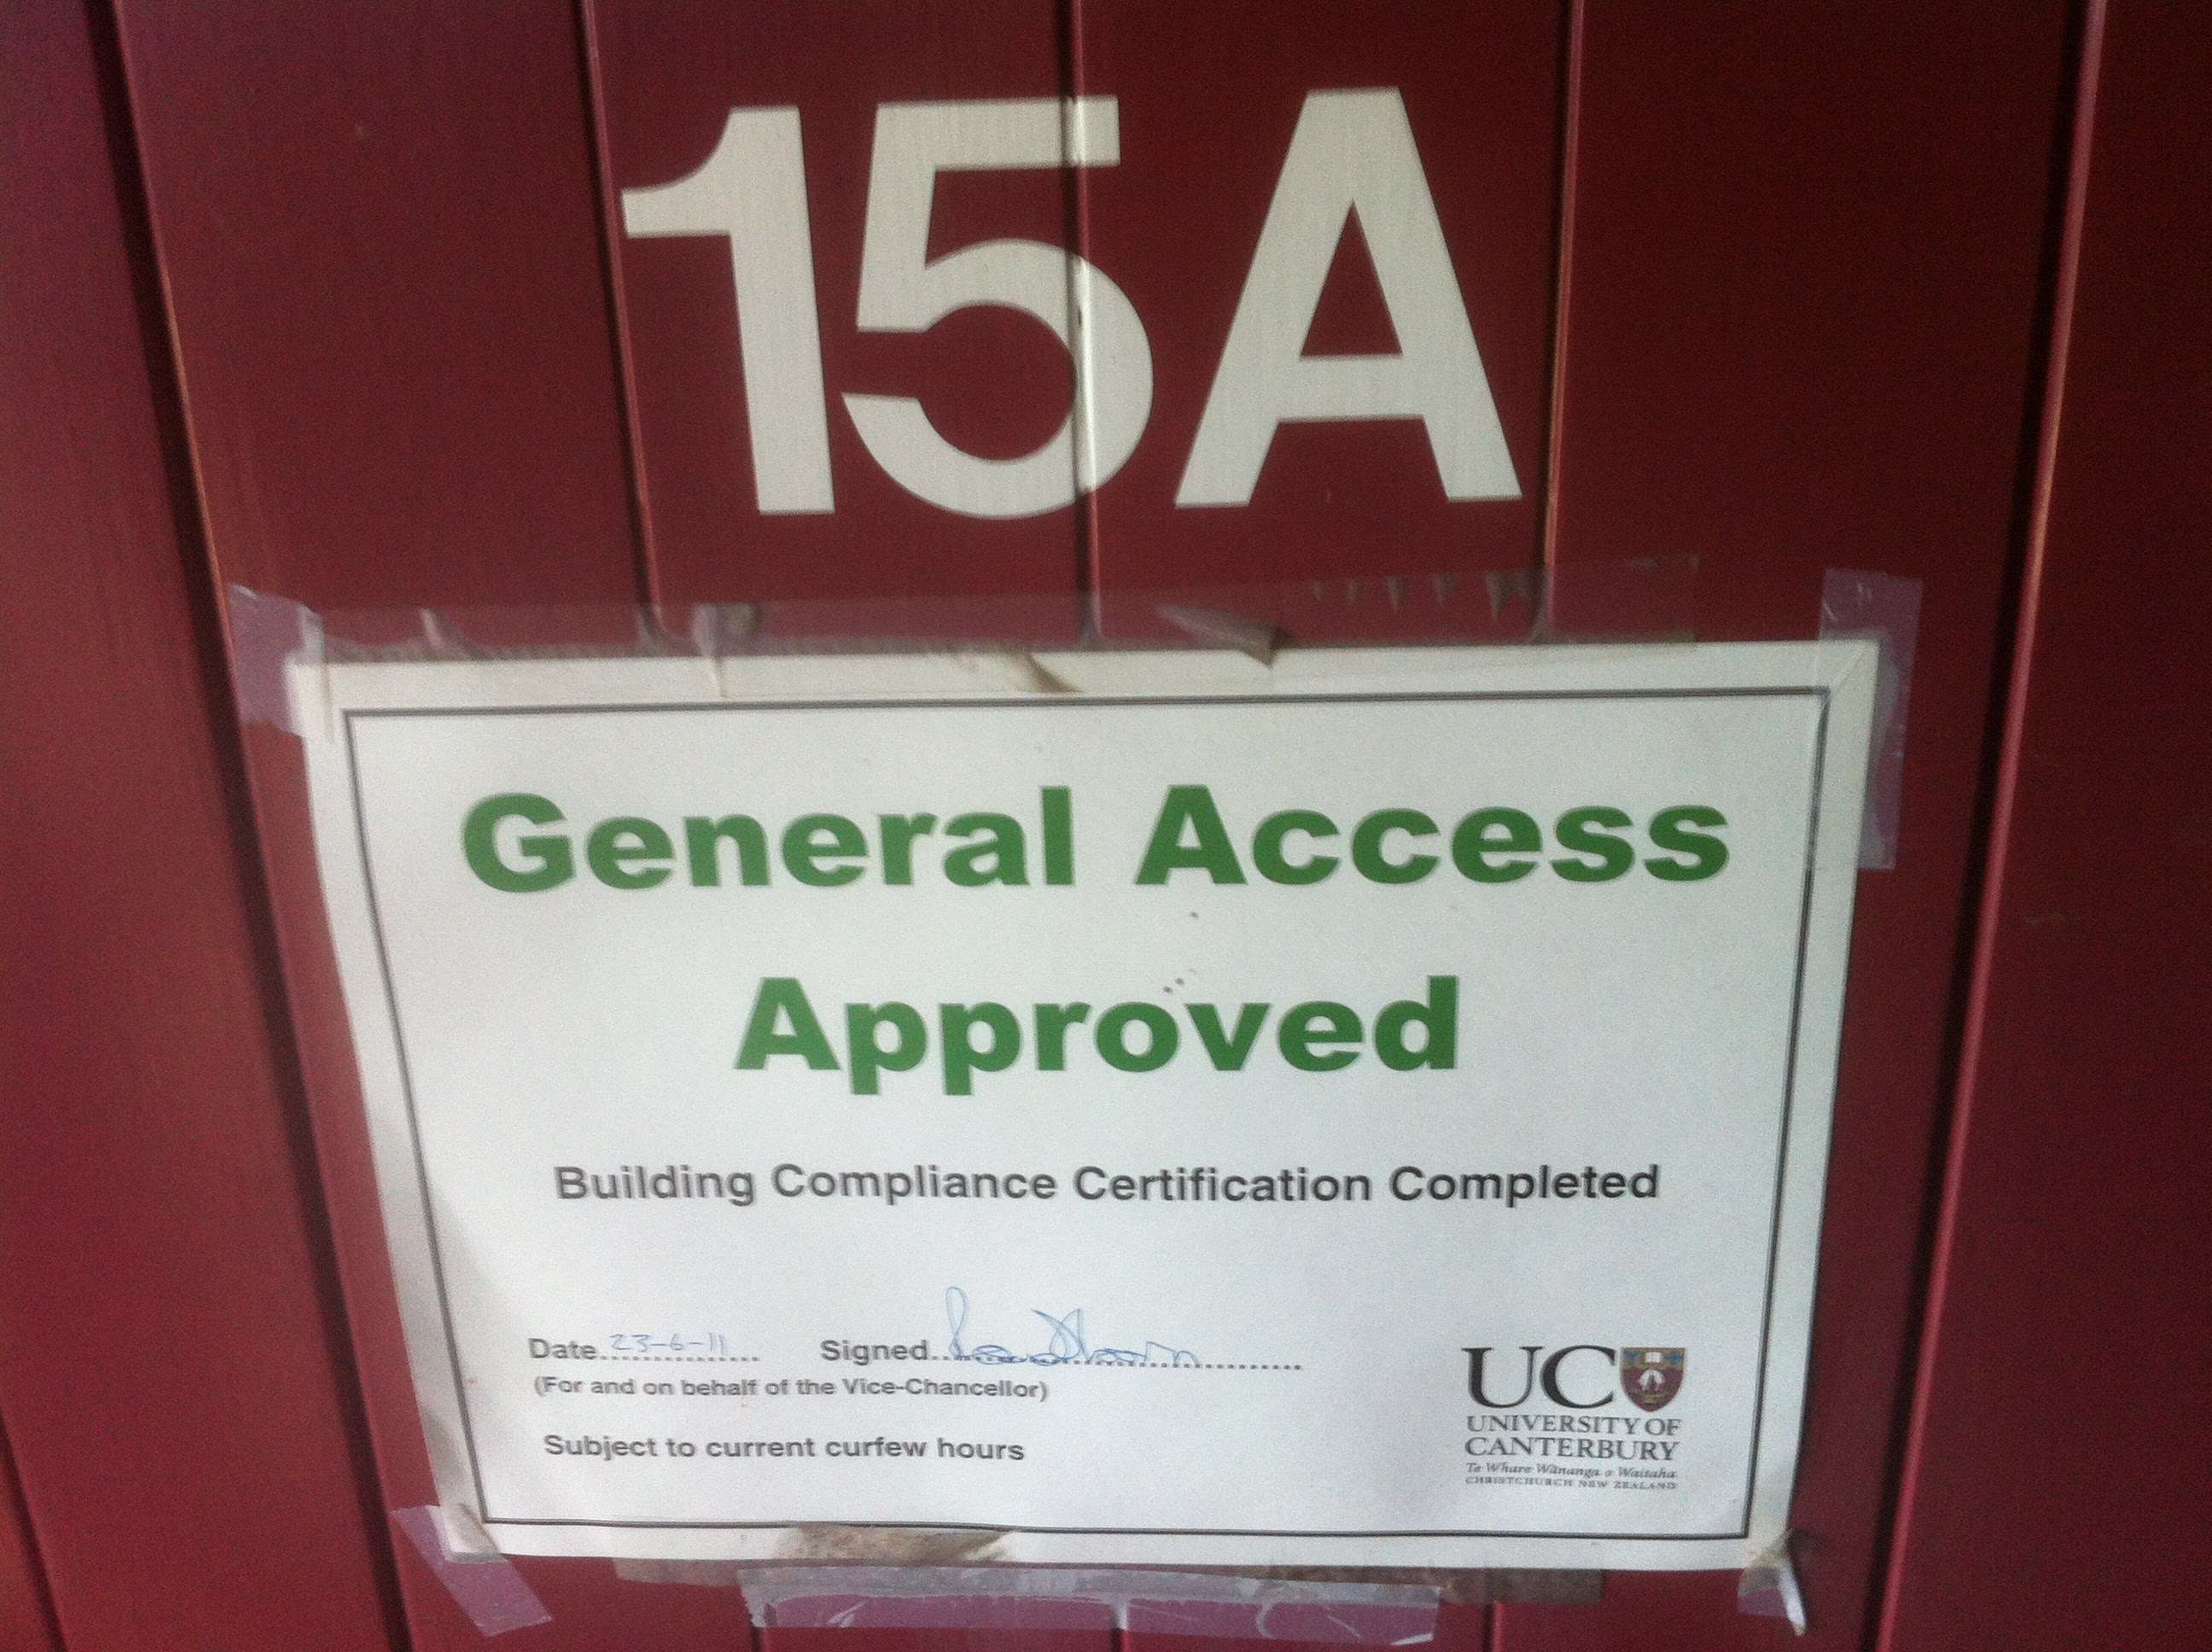 15A
General Access
Approved
Building Compliance Certification Completed
Date 23-6-11 Signed
(For and on behalf of the Vice-Chancellor)
Subject to current curfew hours
UC
UNIVERSITY OF
CANTERBURY
Te Whare Wānanga o Waitaha
CHRISTCHURCH NEW ZEALAND